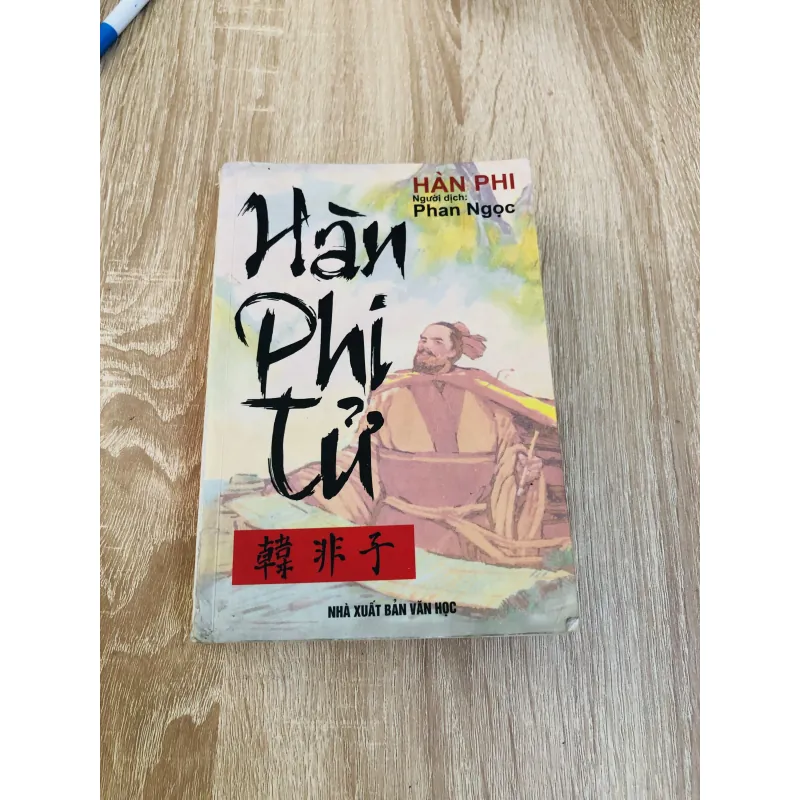 HÀN PHI
Người dịch:
Phan Ngọc
Hàn
Phi
Tử
韓非子
NHÀ XUẤT BẢN VĂN HỌC